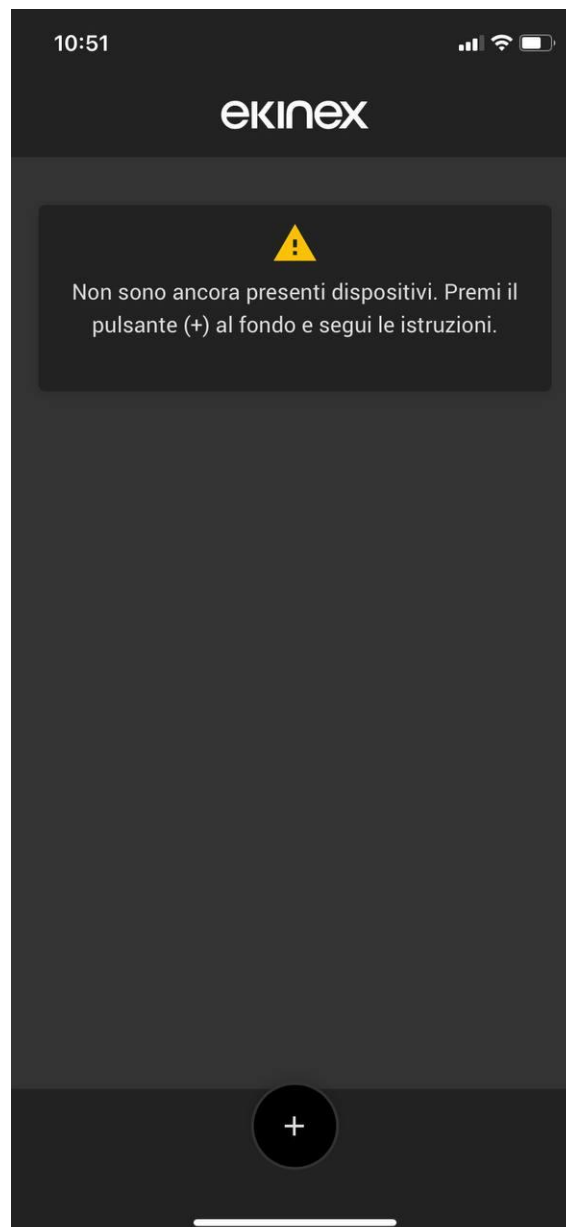 10:51
ekinex
Non sono ancora presenti dispositivi. Premi il
pulsante (+) al fondo e segui le istruzioni.
+